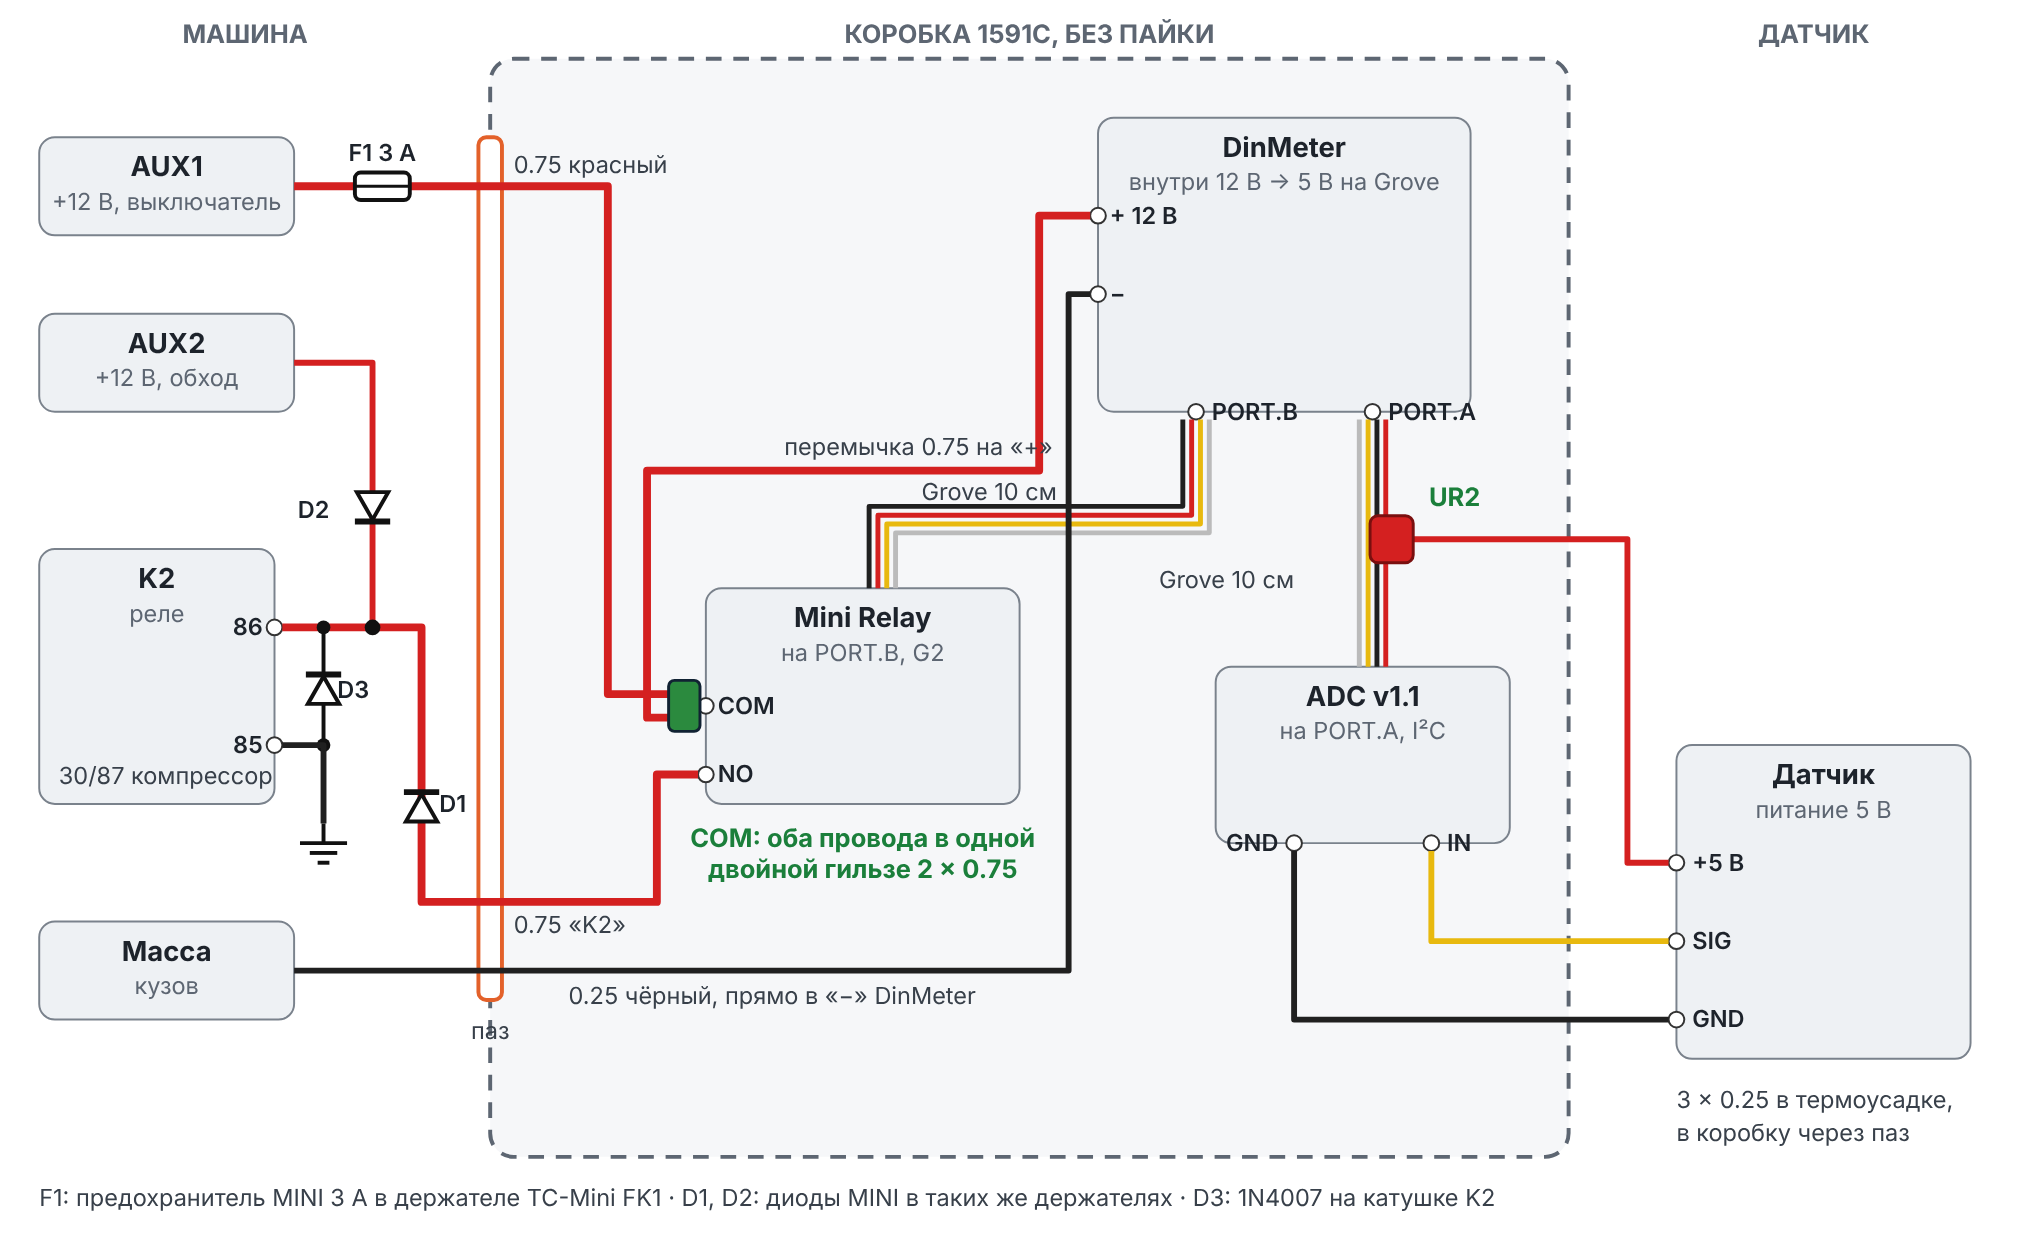 МАШИНА
КОРОБКА 1591C, БЕЗ ПАЙКИ
ДАТЧИК
AUX1
+12 В, выключатель
F1 3 А
0.75 красный
DinMeter
внутри 12 В → 5 В на Grove
+ 12 В
−
PORT.B
PORT.A
AUX2
+12 В, обход
D2
перемычка 0.75 на «+»
Grove 10 см
UR2
Grove 10 см
K2
реле
86
D3
85
30/87 компрессор
D1
Mini Relay
на PORT.B, G2
COM
NO
COM: оба провода в одной
двойной гильзе 2 × 0.75
ADC v1.1
на PORT.A, I²C
GND
IN
Датчик
питание 5 В
+5 В
SIG
GND
0.75 «K2»
Масса
кузов
0.25 чёрный, прямо в «−» DinMeter
паз
3 × 0.25 в термоусадке,
в коробку через паз
F1: предохранитель MINI 3 А в держателе TC-Mini FK1 · D1, D2: диоды MINI в таких же держателях · D3: 1N4007 на катушке K2